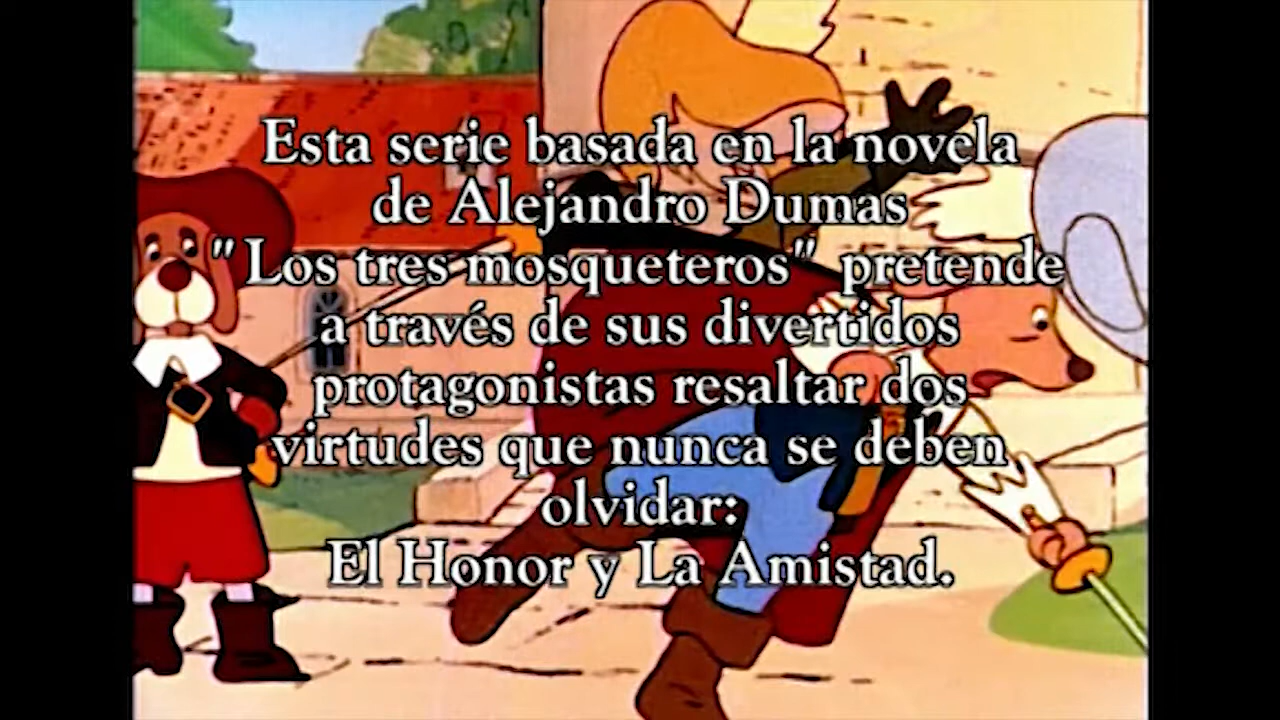 Esta serie basada en la novela
de Alejandro Dumas
"Los tres mosqueteros" pretende
a través de sus divertidos
protagonistas resaltar dos
virtudes que nunca se deben
olvidar:
El Honor y La Amistad.